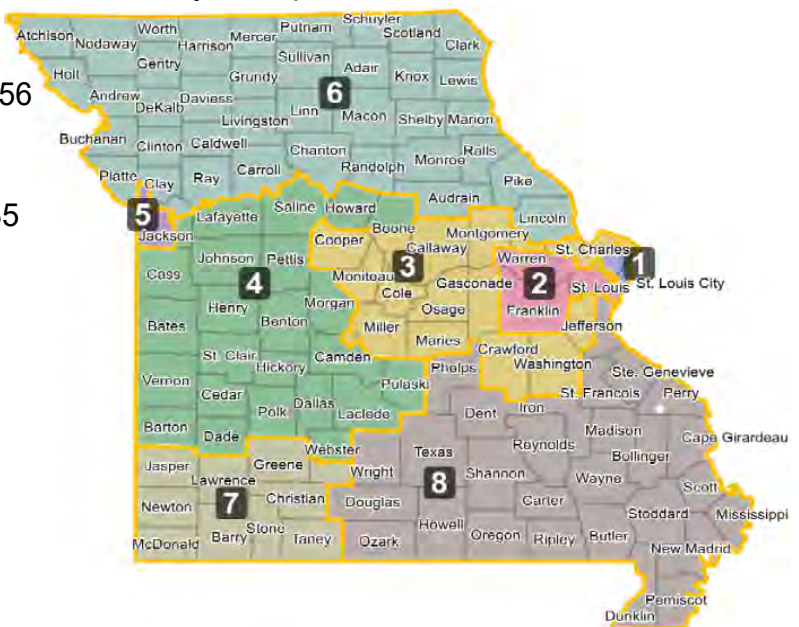 Schuyler
Worth Putnam Scotland
Atchison Nodaway Harrison Mercer Clark
Gentry Sullivan Adair
Holt Grundy Knox Lewis
56
Andrew DeKalb Daviess 6
Livingston Linn Macon Shelby Marion
Buchanan Clinton Caldwell
Chariton Monroe Ralls
Platte Clay Ray Carroll Randolph Pike
Audrain
5 Lafayette Saline Howard Lincoln
5
Jackson Boone Montgomery
Cooper Callaway Warren St. Charles
Johnson Pettis 3 1
Cass 4 Moniteau Gasconade 2 St. Louis St. Louis City
Cole
Henry Morgan Osage Franklin
Bates Benton Miller Jefferson
Maries Crawford
St. Clair Hickory Camden Phelps Washington Ste. Genevieve
Vernon Cedar Pulaski St. Francois Perry
Polk Dallas Laclede Dent Iron
Barton Dade Madison
Webster Texas Reynolds Bollinger Cape Girardeau
Jasper Lawrence Greene Wright Shannon Wayne
8 Scott
Newton 7 Christian Douglas Carter Stoddard Mississippi
McDonald Barry Stone Taney Ozark Howell Oregon Ripley Butler New Madrid
Pemiscot
Dunklin